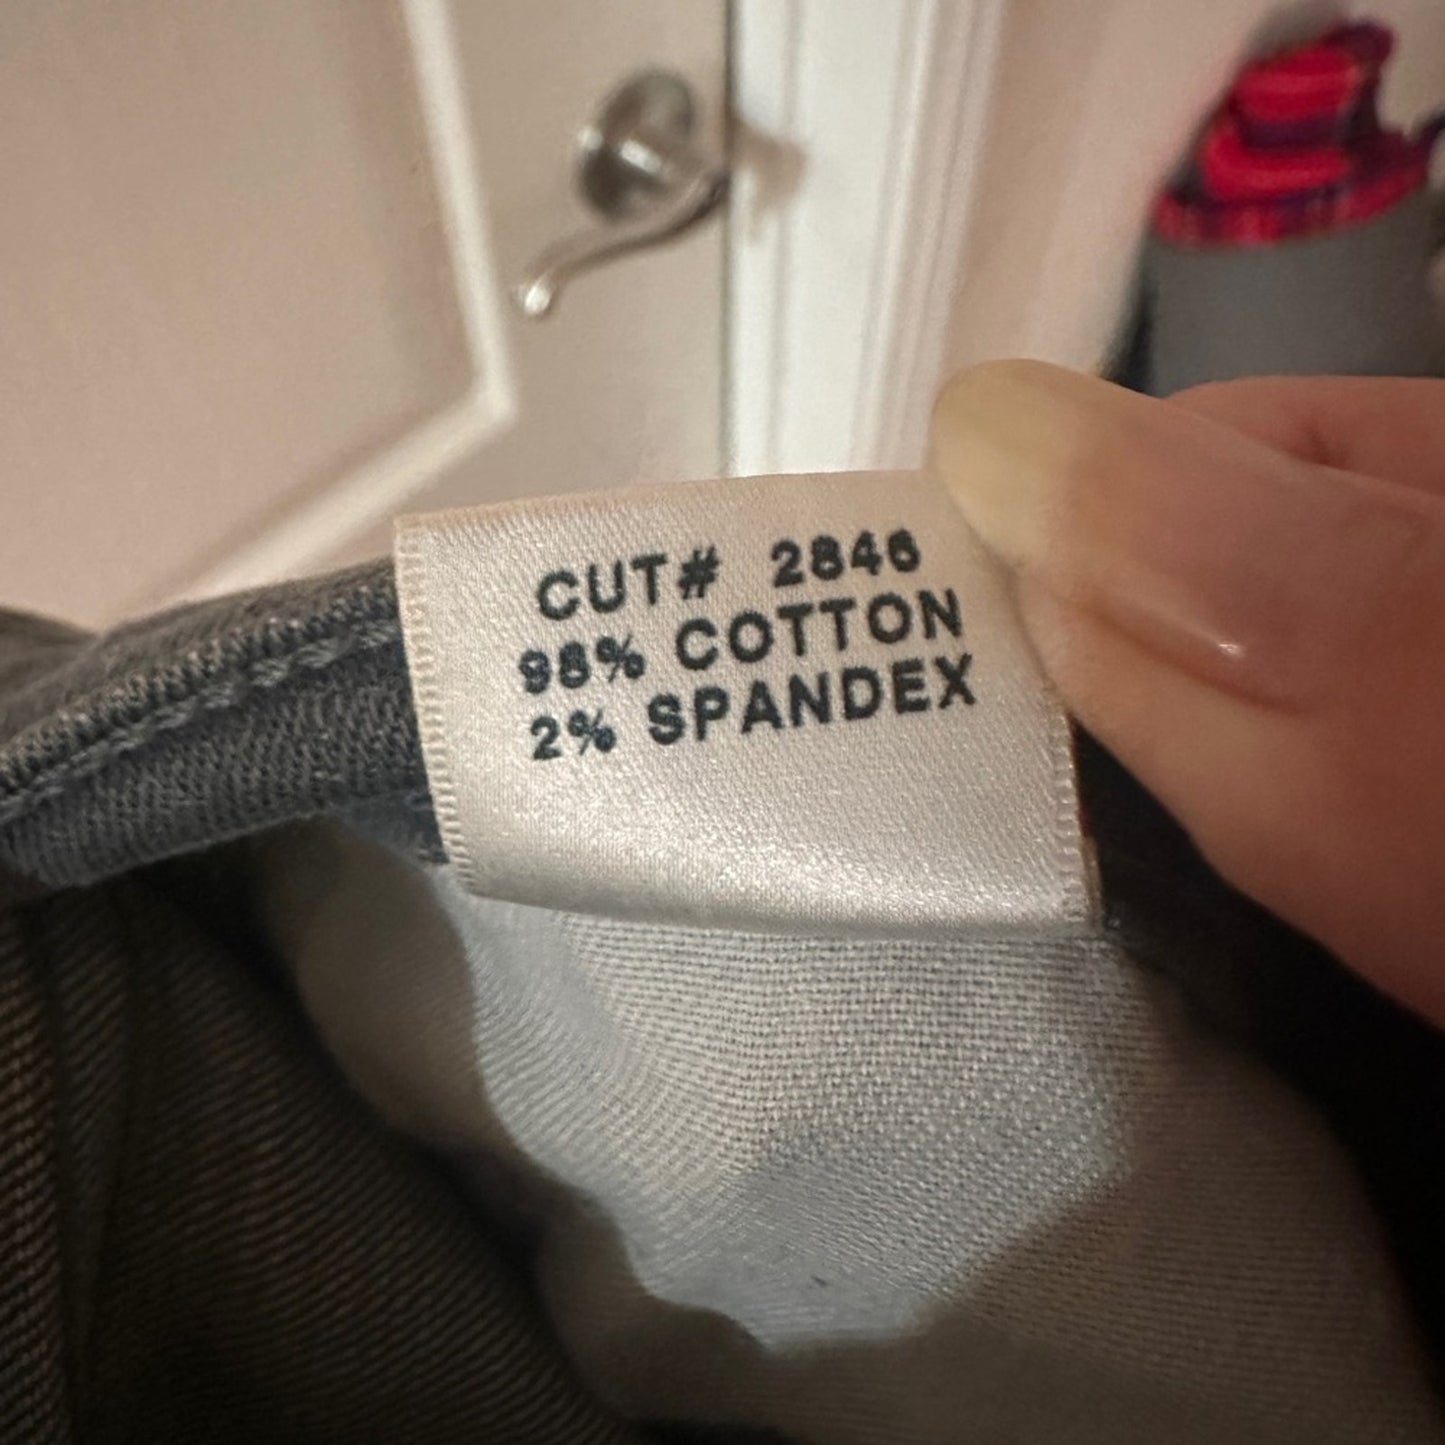 CUT# 2846
98% COTTON
2% SPANDEX